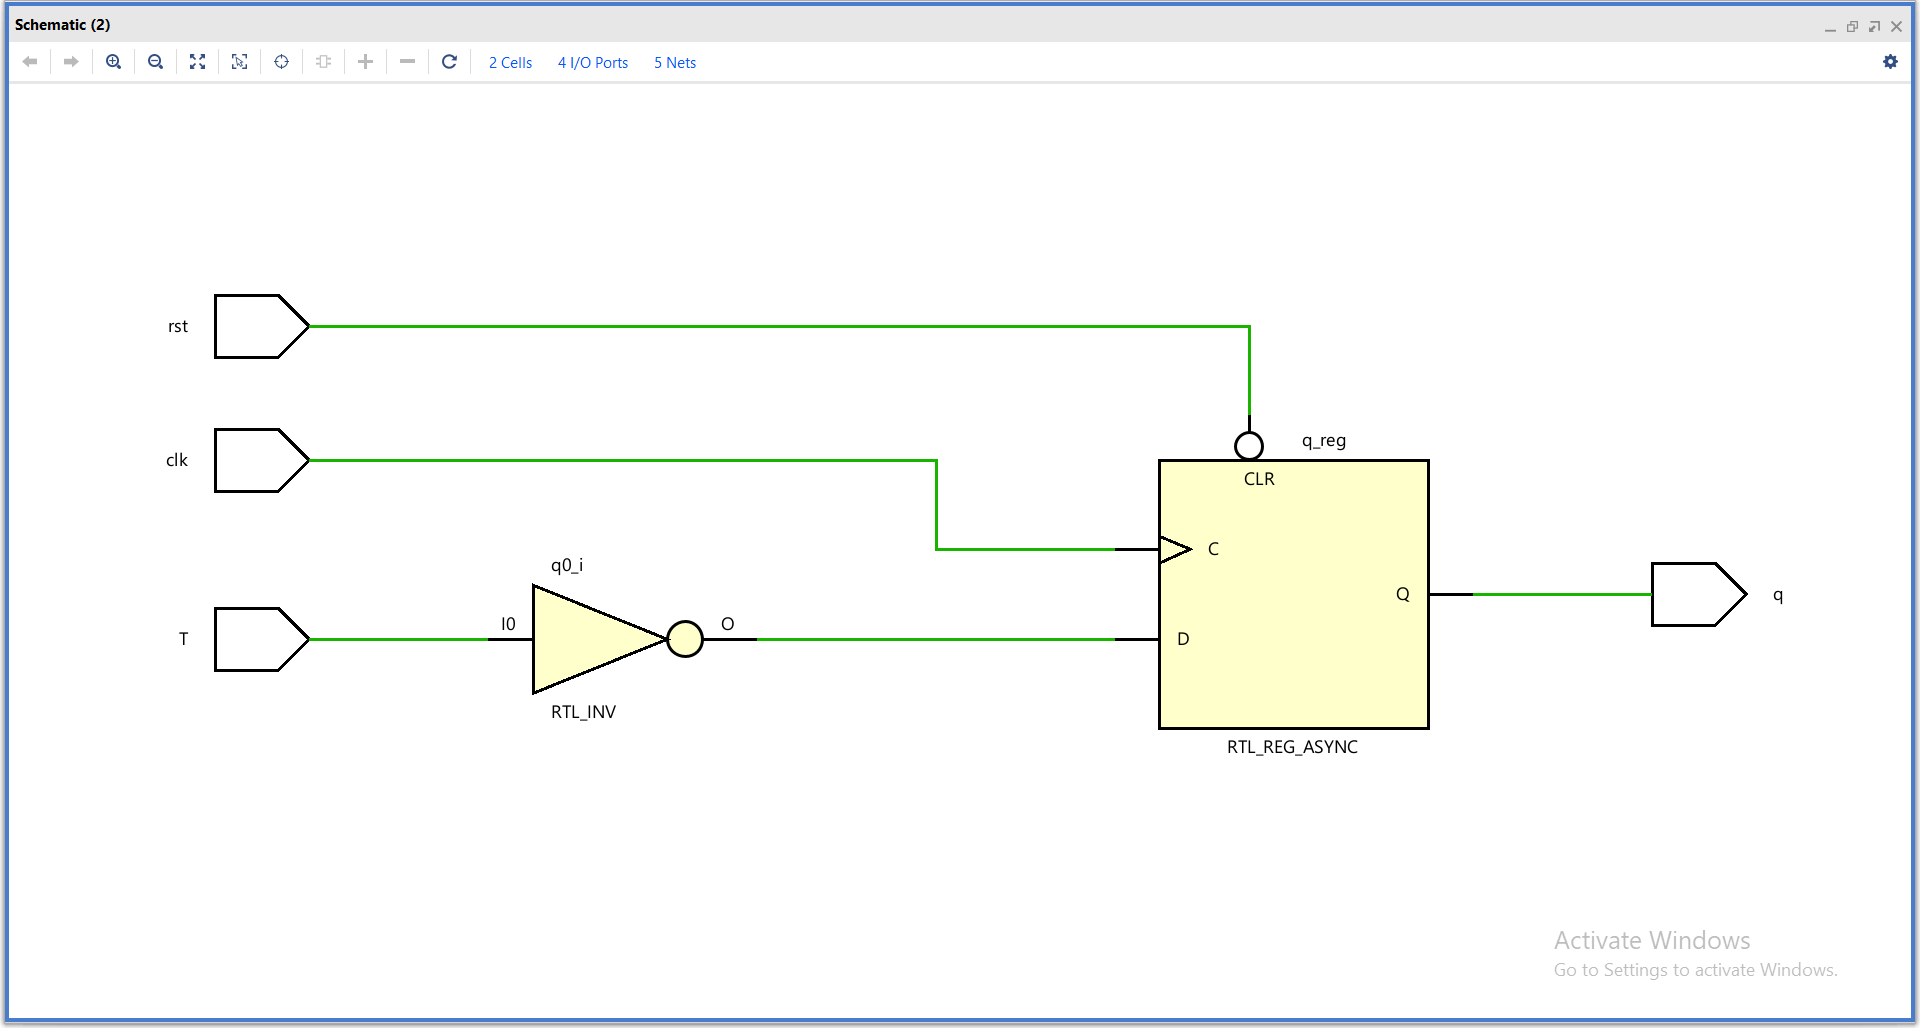 Schematic (2)
2 Cells 4 I/O Ports 5 Nets
rst
clk
q_reg
CLR
C
q0_i
Q
q
I0
O
T
D
RTL_INV
RTL_REG_ASYNC
Activate Windows
Go to Settings to activate Windows.